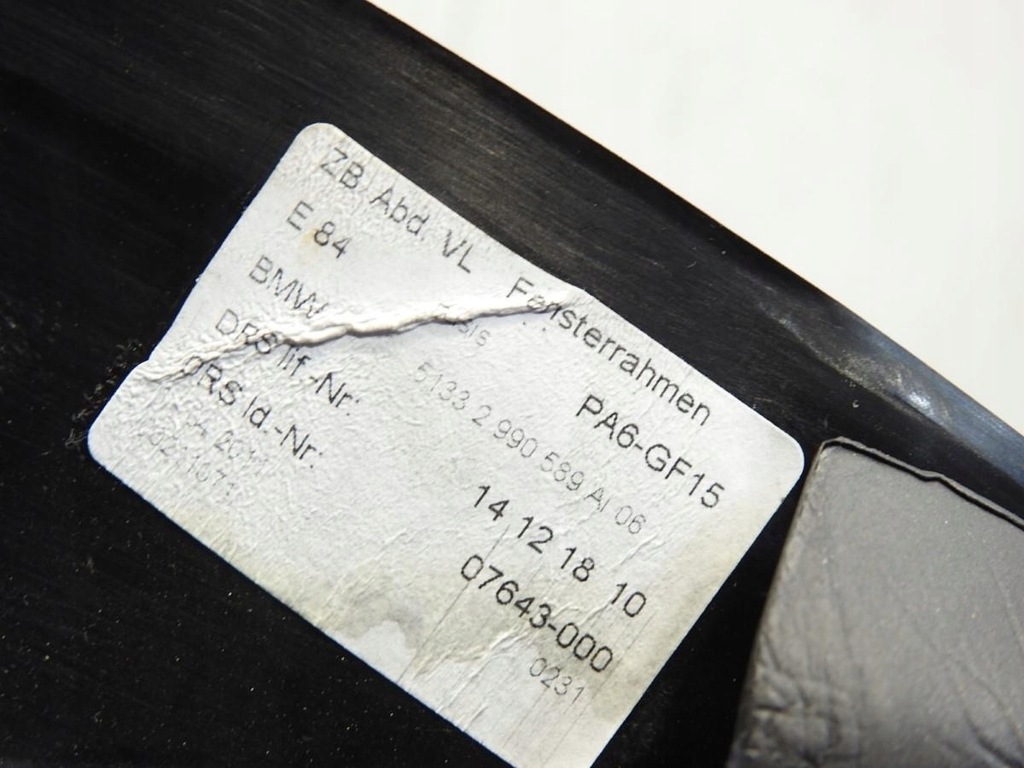 ZB Abd. VL Fensterrahmen
E 84 PA6-GF15
BMW 5133 2 990 589 AI 06
DRS lif.-Nr: 14 12 18 10
DRS Id.-Nr: 07643-000
0231